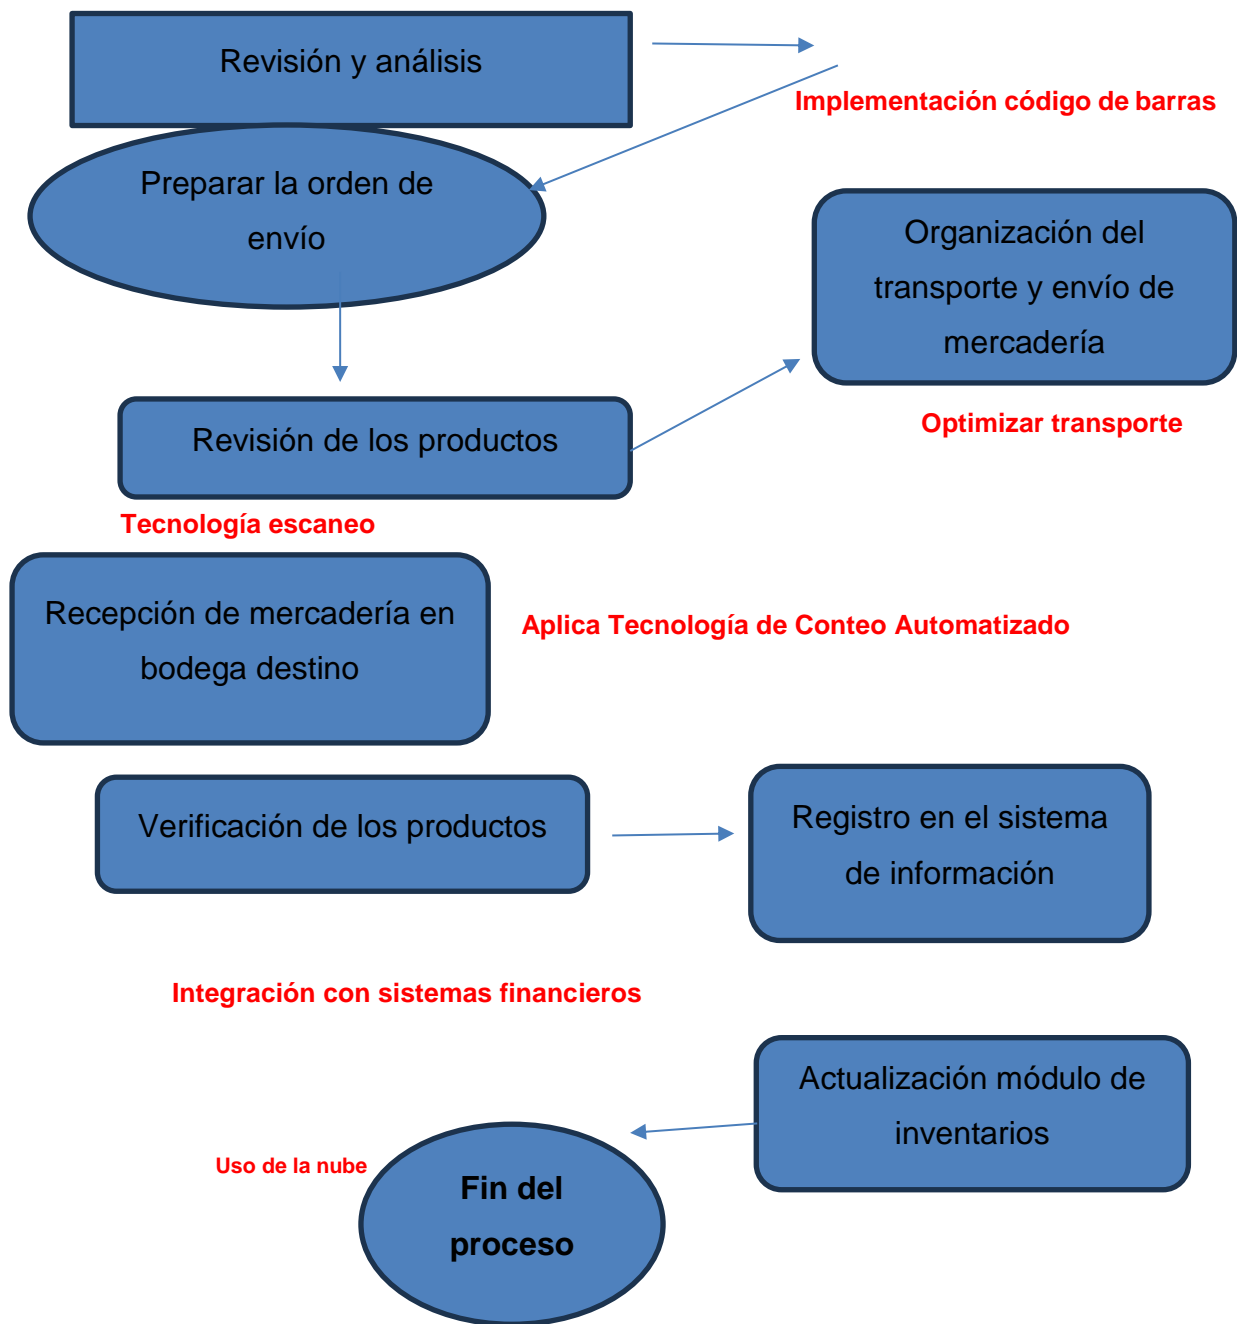 Revisión y análisis
Implementación código de barras
Preparar la orden de
envío
Organización del
transporte y envío de
mercadería
Optimizar transporte
Revisión de los productos
Tecnología escaneo
Recepción de mercadería en
bodega destino
Aplica Tecnología de Conteo Automatizado
Verificación de los productos
Registro en el sistema
de información
Integración con sistemas financieros
Actualización módulo de
inventarios
Uso de la nube
Fin del
proceso